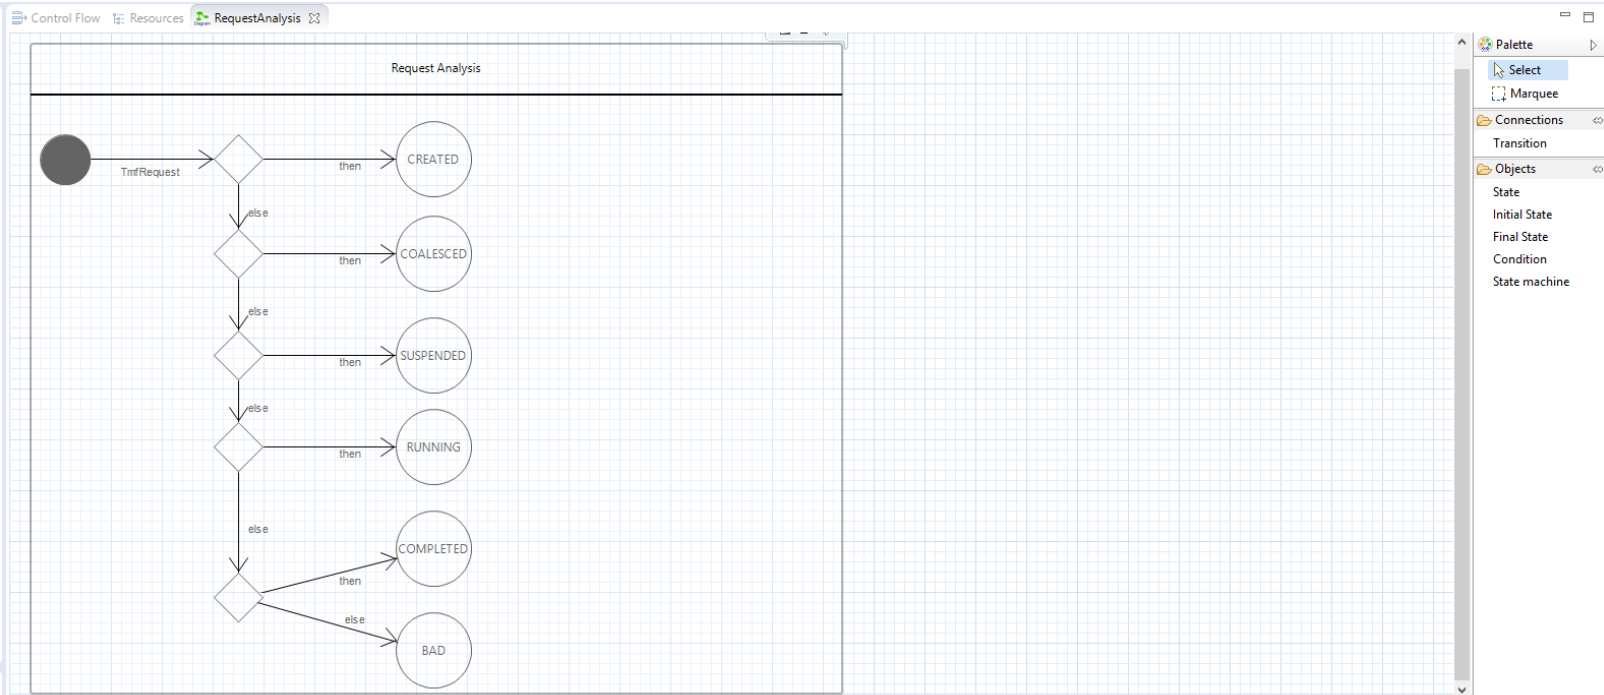 Control Flow Resources RequestAnalysis
Request Analysis
TmfRequest
then
CREATED
else
then
COALESCED
else
then
SUSPENDED
else
then
RUNNING
else
then
COMPLETED
else
BAD
Palette
Select
Marquee
Connections
Transition
Objects
State
Initial State
Final State
Condition
State machine